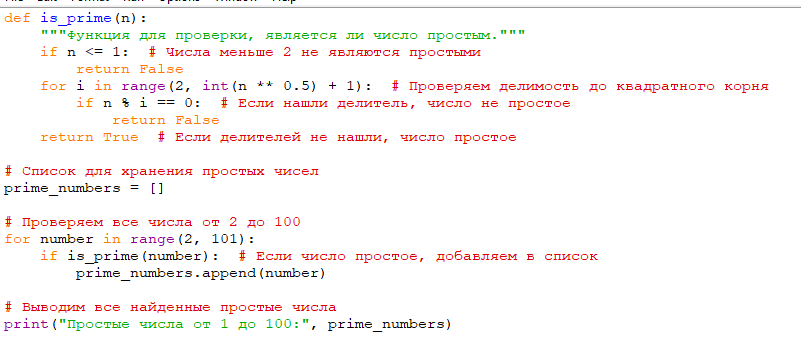 def is_prime(n):
    """Функция для проверки, является ли число простым."""
    if n <= 1:  # Числа меньше 2 не являются простыми
        return False
    for i in range(2, int(n ** 0.5) + 1):  # Проверяем делимость до квадратного корня
        if n % i == 0:  # Если нашли делитель, число не простое
            return False
    return True  # Если делителей не нашли, число простое

# Список для хранения простых чисел
prime_numbers = []

# Проверяем все числа от 2 до 100
for number in range(2, 101):
    if is_prime(number):  # Если число простое, добавляем в список
        prime_numbers.append(number)

# Выводим все найденные простые числа
print("Простые числа от 1 до 100:", prime_numbers)